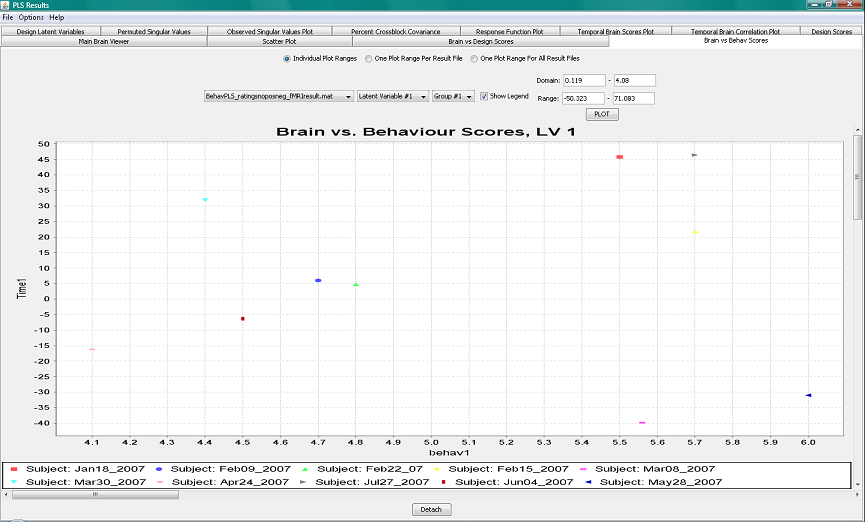 PLS Results
File Options Help
Design Latent Variables Permuted Singular Values Observed Singular Values Plot Percent Crossblock Covariance Response Function Plot Temporal Brain Scores Plot Temporal Brain Correlation Plot Design Scores
Main Brain Viewer Scatter Plot Brain vs Design Scores Brain vs Behav Scores
Individual Plot Ranges One Plot Range Per Result File One Plot Range For All Result Files
Domain: 0.119 - 4.08
BehavPLS_ratingsnoposneg_fMRIresult.mat Latent Variable #1 Group #1 Show Legend Range: -50.323 - 71.083
PLOT
Brain vs. Behaviour Scores, LV 1
50
45
40
35
30
25
20
15
10
5
0
-5
-10
-15
-20
-25
-30
-35
-40
Time1
4.1 4.2 4.3 4.4 4.5 4.6 4.7 4.8 4.9 5.0 5.1 5.2 5.3 5.4 5.5 5.6 5.7 5.8 5.9 6.0
behav1
Subject: Jan18_2007 Subject: Feb09_2007 Subject: Feb22_07 Subject: Feb15_2007 Subject: Mar08_2007
Subject: Mar30_2007 Subject: Apr24_2007 Subject: Jul27_2007 Subject: Jun04_2007 Subject: May28_2007
Detach